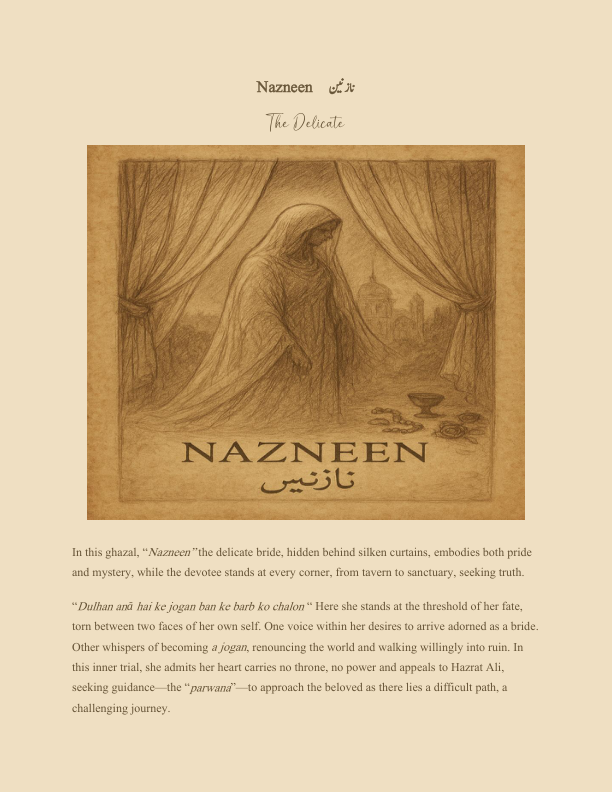 Nazneen نازنین
The Delicate
NAZNEEN
نازنیں
In this ghazal, “Nazneen” the delicate bride, hidden behind silken curtains, embodies both pride
and mystery, while the devotee stands at every corner, from tavern to sanctuary, seeking truth.
“Dulhan anā hai ke jogan ban ke barb ko chalon “ Here she stands at the threshold of her fate,
torn between two faces of her own self. One voice within her desires to arrive adorned as a bride.
Other whispers of becoming a jogan, renouncing the world and walking willingly into ruin. In
this inner trial, she admits her heart carries no throne, no power and appeals to Hazrat Ali,
seeking guidance—the “parwana”—to approach the beloved as there lies a difficult path, a
challenging journey.